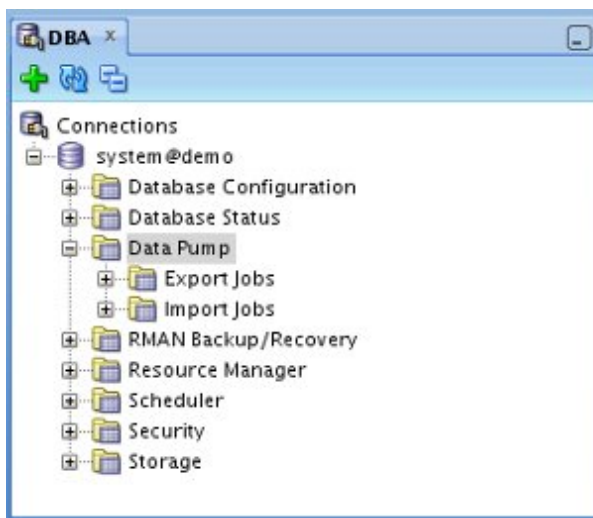 DBA
Connections
system@demo
Database Configuration
Database Status
Data Pump
Export Jobs
Import Jobs
RMAN Backup/Recovery
Resource Manager
Scheduler
Security
Storage